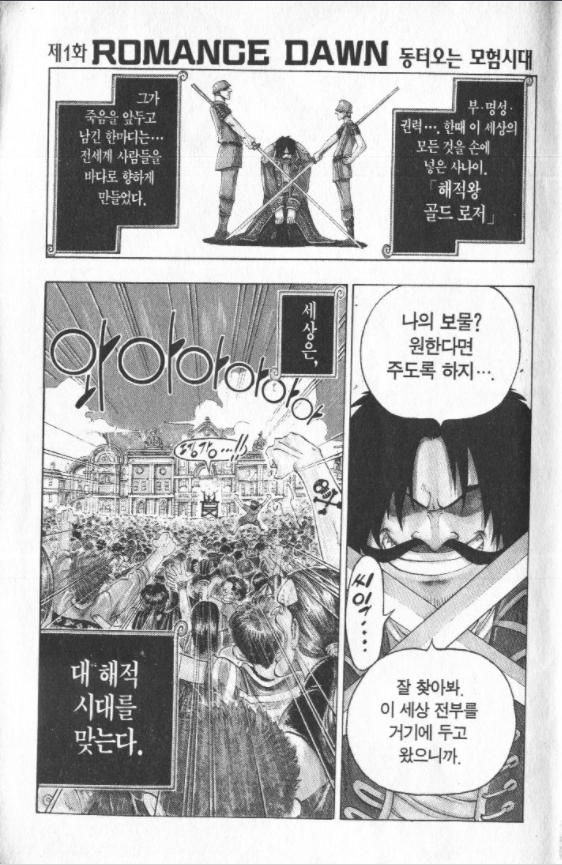 제1화 ROMANCE DAWN 동터오는 모험시대
부·명성·
권력…. 한때 이 세상의
모든 것을 손에
넣은 사나이.
「해적왕
골드 로저」
그가
죽음을 앞두고
남긴 한마디는…
전세계 사람들을
바다로 향하게
만들었다.
나의 보물?
원한다면
주도록 하지….
씨익….
잘 찾아봐.
이 세상 전부를
거기에 두고
왔으니까.
세상은,
와아아아아아아
대 해적
시대를
맞는다.